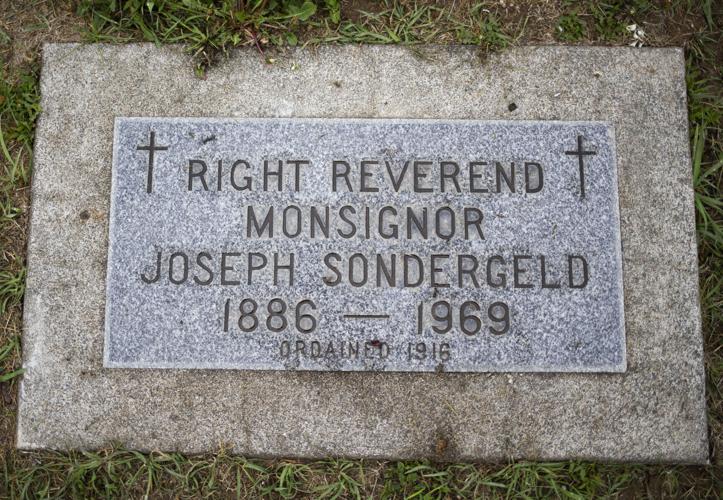 RIGHT REVEREND
MONSIGNOR
JOSEPH SONDERGELD
1886 — 1969
ORDAINED 1916